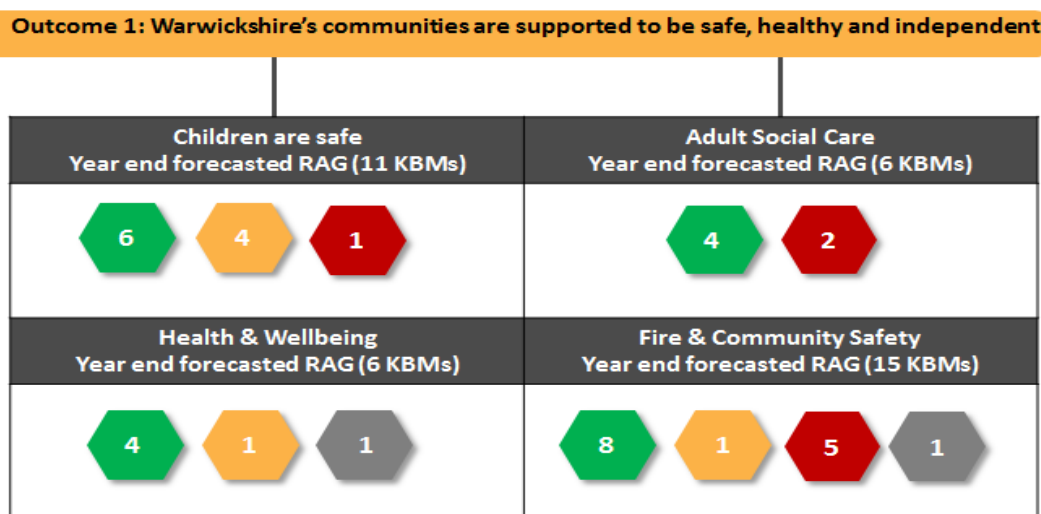 Outcome 1: Warwickshire’s communities are supported to be safe, healthy and independent
Children are safe
Year end forecasted RAG (11 KBMs)
Adult Social Care
Year end forecasted RAG (6 KBMs)
6 4 1
4 2
Health & Wellbeing
Year end forecasted RAG (6 KBMs)
Fire & Community Safety
Year end forecasted RAG (15 KBMs)
4 1 1
8 1 5 1